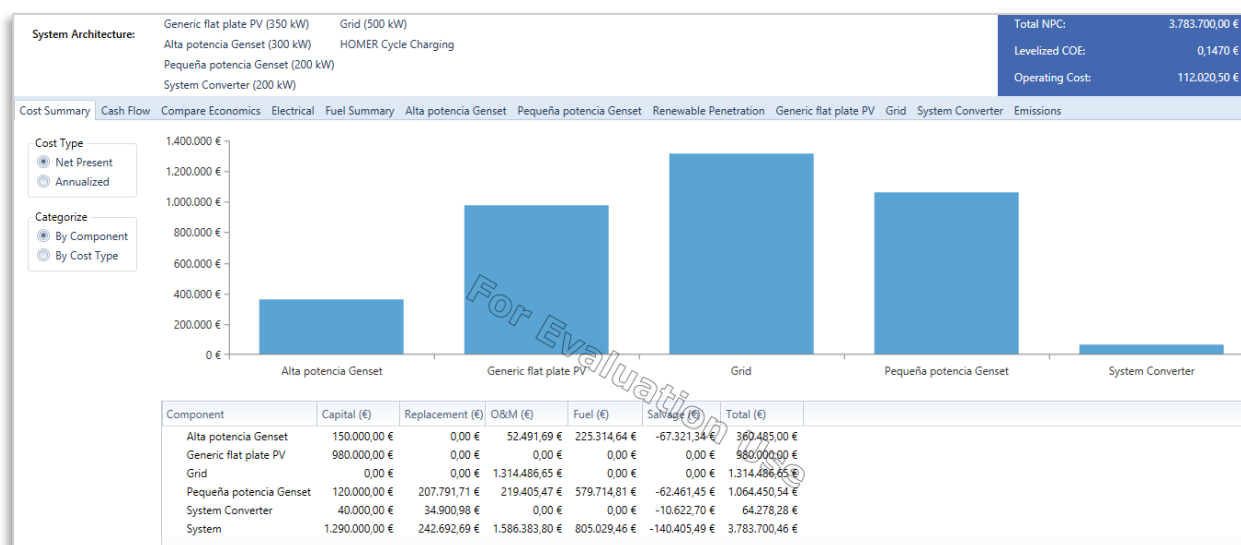 System Architecture:
Generic flat plate PV (350 kW) Grid (500 kW)
Alta potencia Genset (300 kW) HOMER Cycle Charging
Pequeña potencia Genset (200 kW)
System Converter (200 kW)
Total NPC: 3.783.700,00 €
Levelized COE: 0,1470 €
Operating Cost: 112.020,50 €
Cost Summary Cash Flow Compare Economics Electrical Fuel Summary Alta potencia Genset Pequeña potencia Genset Renewable Penetration Generic flat plate PV Grid System Converter Emissions
Cost Type
Net Present
Annualized
Categorize
By Component
By Cost Type
1.400.000 €
1.200.000 €
1.000.000 €
800.000 €
600.000 €
400.000 €
200.000 €
0 €
Alta potencia Genset Generic flat plate PV Grid Pequeña potencia Genset System Converter
For Evaluation Use
Component Capital (€) Replacement (€) O&M (€) Fuel (€) Salvage (€) Total (€)
Alta potencia Genset 150.000,00 € 0,00 € 52.491,69 € 225.314,64 € -67.321,34 € 360.485,00 €
Generic flat plate PV 980.000,00 € 0,00 € 0,00 € 0,00 € 0,00 € 980.000,00 €
Grid 0,00 € 0,00 € 1.314.486,65 € 0,00 € 0,00 € 1.314.486,65 €
Pequeña potencia Genset 120.000,00 € 207.791,71 € 219.405,47 € 579.714,81 € -62.461,45 € 1.064.450,54 €
System Converter 40.000,00 € 34.900,98 € 0,00 € 0,00 € -10.622,70 € 64.278,28 €
System 1.290.000,00 € 242.692,69 € 1.586.383,80 € 805.029,46 € -140.405,49 € 3.783.700,46 €